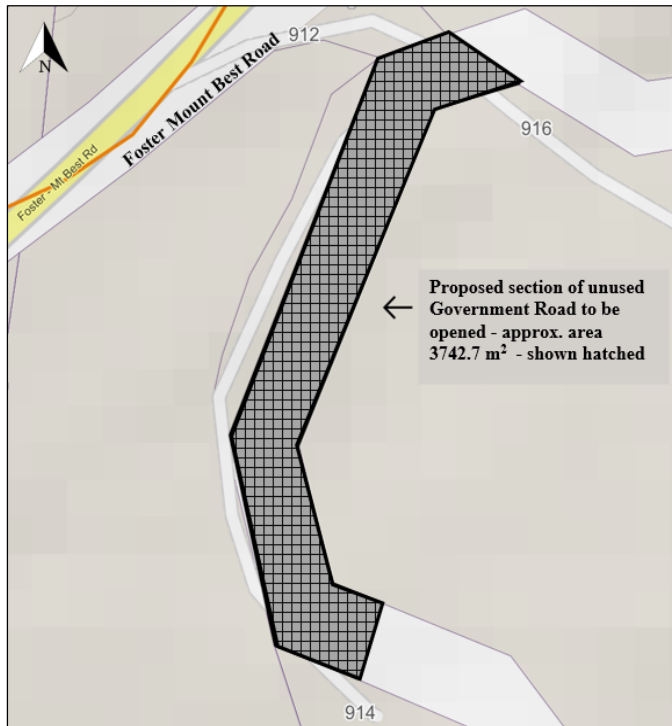 N
912
Foster Mount Best Road
Foster - Mt Best Rd
916
Proposed section of unused
Government Road to be
opened - approx. area
3742.7 m² - shown hatched
914